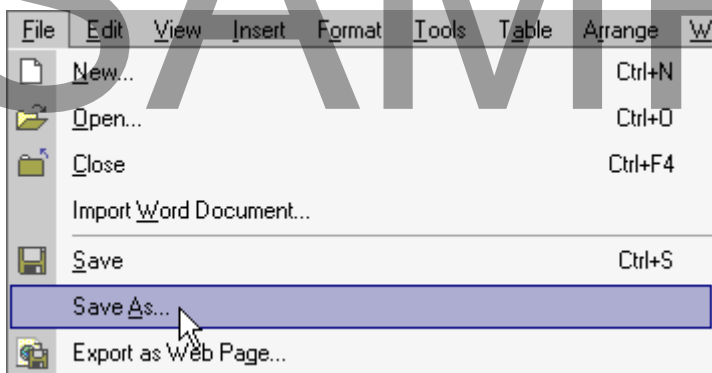 File Edit View Insert Format Tools Table Arrange W
New... Ctrl+N
Open... Ctrl+O
Close Ctrl+F4
Import Word Document...
Save Ctrl+S
Save As...
Export as Web Page...